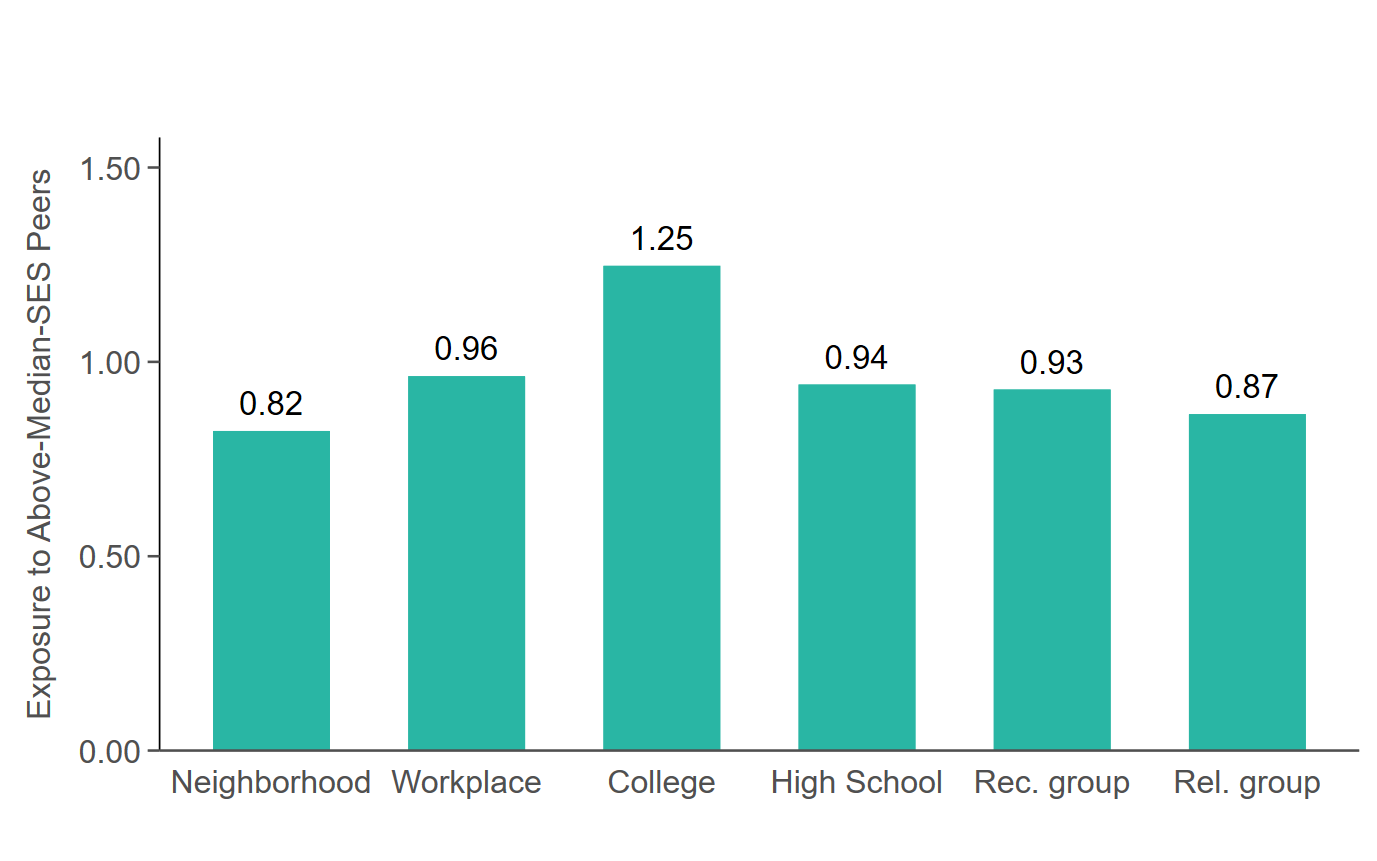 Exposure to Above-Median-SES Peers
1.50
1.00
0.50
0.00
0.82
0.96
1.25
0.94
0.93
0.87
Neighborhood
Workplace
College
High School
Rec. group
Rel. group